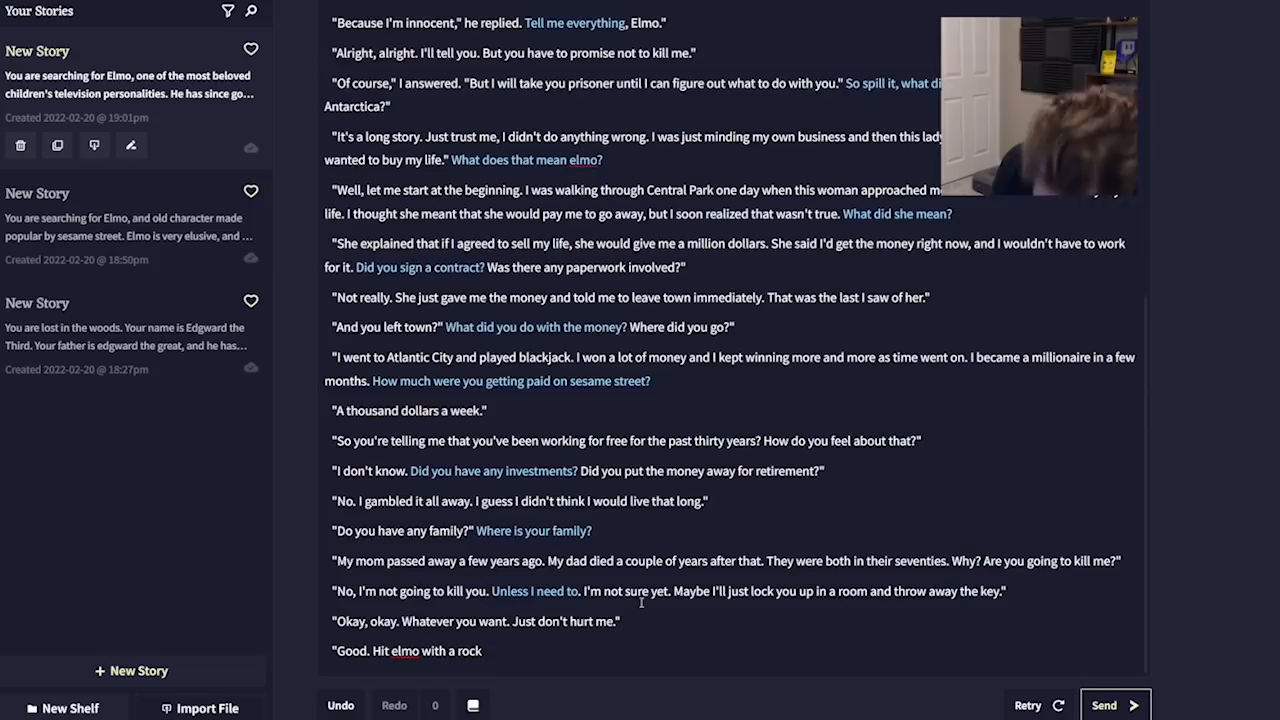 Your Stories
New Story
You are searching for Elmo, one of the most beloved
children's television personalities. He has since go...
Created 2022-02-20 @ 19:01pm
New Story
You are searching for Elmo, and old character made
popular by sesame street. Elmo is very elusive, and ...
Created 2022-02-20 @ 18:50pm
New Story
You are lost in the woods. Your name is Edgward the
Third. Your father is edgward the great, and he has...
Created 2022-02-20 @ 18:27pm
+ New Story
New Shelf
Import File
"Because I'm innocent," he replied. Tell me everything, Elmo."
"Alright, alright. I'll tell you. But you have to promise not to kill me."
"Of course," I answered. "But I will take you prisoner until I can figure out what to do with you." So spill it, what
Antarctica?"
"It's a long story. Just trust me, I didn't do anything wrong. I was just minding my own business and then this
wanted to buy my life." What does that mean elmo?
"Well, let me start at the beginning. I was walking through Central Park one day when this woman approached
life. I thought she meant that she would pay me to go away, but I soon realized that wasn't true. What did she mean?
"She explained that if I agreed to sell my life, she would give me a million dollars. She said I'd get the money right now, and I wouldn't have to work
for it. Did you sign a contract? Was there any paperwork involved?"
"Not really. She just gave me the money and told me to leave town immediately. That was the last I saw of her."
"And you left town?" What did you do with the money? Where did you go?"
"I went to Atlantic City and played blackjack. I won a lot of money and I kept winning more and more as time went on. I became a millionaire in a few
months. How much were you getting paid on sesame street?
"A thousand dollars a week."
"So you're telling me that you've been working for free for the past thirty years? How do you feel about that?"
"I don't know. Did you have any investments? Did you put the money away for retirement?"
"No. I gambled it all away. I guess I didn't think I would live that long."
"Do you have any family?" Where is your family?
"My mom passed away a few years ago. My dad died a couple of years after that. They were both in their seventies. Why? Are you going to kill me?"
"No, I'm not going to kill you. Unless I need to. I'm not sure yet. Maybe I'll just lock you up in a room and throw away the key."
"Okay, okay. Whatever you want. Just don't hurt me."
"Good. Hit elmo with a rock
Undo
Redo
0
Retry
Send